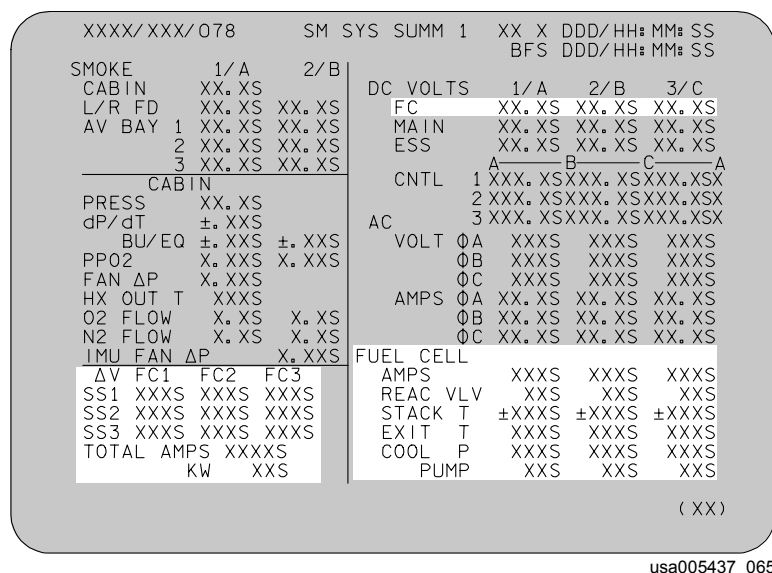 XXXX/XXX/078 SM SYS SUMM 1 XX X DDD/HH:MM:SS
BFS DDD/HH:MM:SS
SMOKE 1/A 2/B
CABIN XX.XS
L/R FD XX.XS XX.XS
AV BAY 1 XX.XS XX.XS
2 XX.XS XX.XS
3 XX.XS XX.XS
CABIN
PRESS XX.XS
dP/dT ±.XXS
BU/EQ ±.XXS ±.XXS
PPO2 X.XXS X.XXS
FAN ΔP X.XXS
HX OUT T XXXS
O2 FLOW X.XS X.XS
N2 FLOW X.XS X.XS
IMU FAN ΔP X.XXS
ΔV FC1 FC2 FC3
SS1 XXXS XXXS XXXS
SS2 XXXS XXXS XXXS
SS3 XXXS XXXS XXXS
TOTAL AMPS XXXXS
KW XXS
DC VOLTS 1/A 2/B 3/C
FC XX.XS XX.XS XX.XS
MAIN XX.XS XX.XS XX.XS
ESS XX.XS XX.XS XX.XS
A B C A
CNTL 1 XXX.XSXXX.XSXXX.XSX
2 XXX.XSXXX.XSXXX.XSX
3 XXX.XSXXX.XSXXX.XSX
AC
VOLT ΦA XXXS XXXS XXXS
ΦB XXXS XXXS XXXS
ΦC XXXS XXXS XXXS
AMPS ΦA XX.XS XX.XS XX.XS
ΦB XX.XS XX.XS XX.XS
ΦC XX.XS XX.XS XX.XS
FUEL CELL
AMPS XXXS XXXS XXXS
REAC VLV XXS XXS XXS
STACK T ±XXXS ±XXXS ±XXXS
EXIT T XXXS XXXS XXXS
COOL P XXXS XXXS XXXS
PUMP XXS XXS XXS
(XX)
usa005437_065